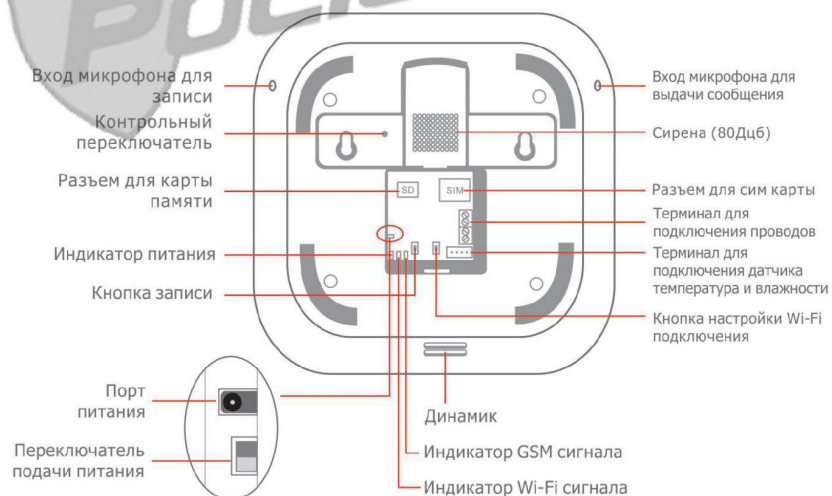 POLICE
Вход микрофона для
записи
Контрольный
переключатель
Разъем для карты
памяти
Индикатор питания
Кнопка записи
Порт
питания
Переключатель
подачи питания
SD
SIM
Вход микрофона для
выдачи сообщения
Сирена (80Дцб)
Разъем для сим карты
Терминал для
подключения проводов
Терминал для
подключения датчика
температура и влажности
Кнопка настройки Wi-Fi
подключения
Динамик
Индикатор GSM сигнала
Индикатор Wi-Fi сигнала